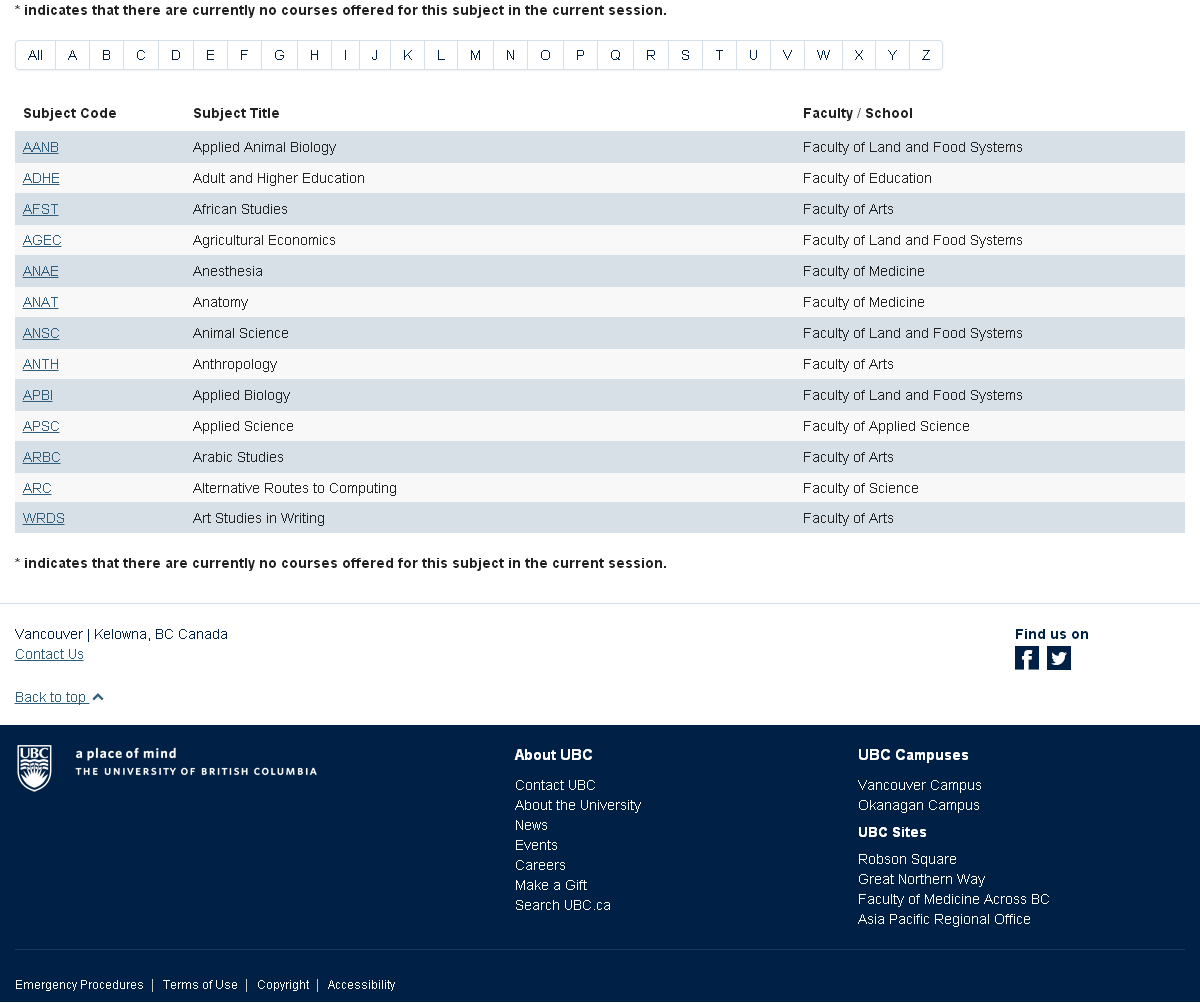 * indicates that there are currently no courses offered for this subject in the current session.
All A B C D E F G H I J K L M N O P Q R S T U V W X Y Z
Subject Code Subject Title Faculty / School
AANB Applied Animal Biology Faculty of Land and Food Systems
ADHE Adult and Higher Education Faculty of Education
AFST African Studies Faculty of Arts
AGEC Agricultural Economics Faculty of Land and Food Systems
ANAE Anesthesia Faculty of Medicine
ANAT Anatomy Faculty of Medicine
ANSC Animal Science Faculty of Land and Food Systems
ANTH Anthropology Faculty of Arts
APBI Applied Biology Faculty of Land and Food Systems
APSC Applied Science Faculty of Applied Science
ARBC Arabic Studies Faculty of Arts
ARC Alternative Routes to Computing Faculty of Science
WRDS Art Studies in Writing Faculty of Arts
* indicates that there are currently no courses offered for this subject in the current session.
Vancouver | Kelowna, BC Canada
Contact Us
Back to top
Find us on
UBC
a place of mind
THE UNIVERSITY OF BRITISH COLUMBIA
About UBC
Contact UBC
About the University
News
Events
Careers
Make a Gift
Search UBC.ca
UBC Campuses
Vancouver Campus
Okanagan Campus
UBC Sites
Robson Square
Great Northern Way
Faculty of Medicine Across BC
Asia Pacific Regional Office
Emergency Procedures | Terms of Use | Copyright | Accessibility